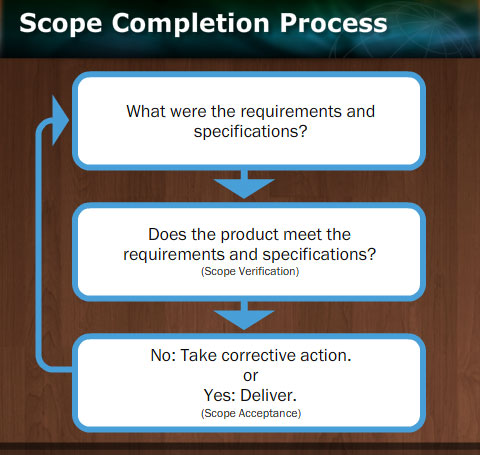 Scope Completion Process
What were the requirements and
specifications?
Does the product meet the
requirements and specifications?
(Scope Verification)
No: Take corrective action.
or
Yes: Deliver.
(Scope Acceptance)